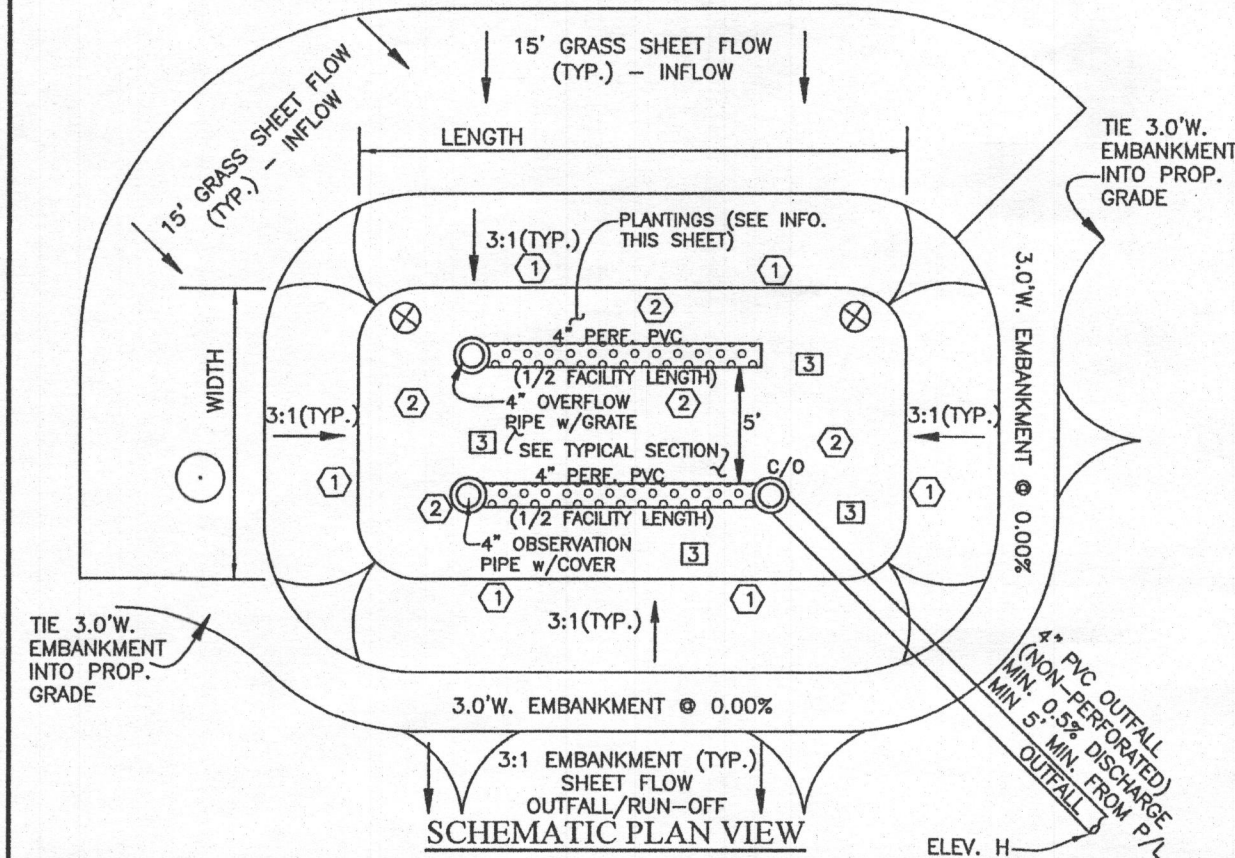 15' GRASS SHEET FLOW
(TYP.) - INFLOW
15' GRASS SHEET FLOW
(TYP.) - INFLOW
LENGTH
TIE 3.0'W.
EMBANKMENT
INTO PROP.
GRADE
PLANTINGS (SEE INFO.
THIS SHEET)
3:1(TYP.)
1
1
2
4" PERF. PVC
3
(1/2 FACILITY LENGTH)
WIDTH
2
4" OVERFLOW
PIPE w/GRATE
2
5'
3:1(TYP.)
3:1(TYP.)
3.0'W. EMBANKMENT @ 0.00%
3
SEE TYPICAL SECTION
2
4" PERF. PVC
C/O
1
1
2
3
(1/2 FACILITY LENGTH)
4" OBSERVATION
PIPE w/COVER
3
1
1
3:1(TYP.)
TIE 3.0'W.
EMBANKMENT
INTO PROP.
GRADE
3.0'W. EMBANKMENT @ 0.00%
4" PVC OUTFALL
(NON-PERFORATED)
MIN. 0.5% DISCHARGE
MIN 5' MIN. FROM P/L
OUTFALL
3:1 EMBANKMENT (TYP.)
SHEET FLOW
OUTFALL/RUN-OFF
SCHEMATIC PLAN VIEW
ELEV. H